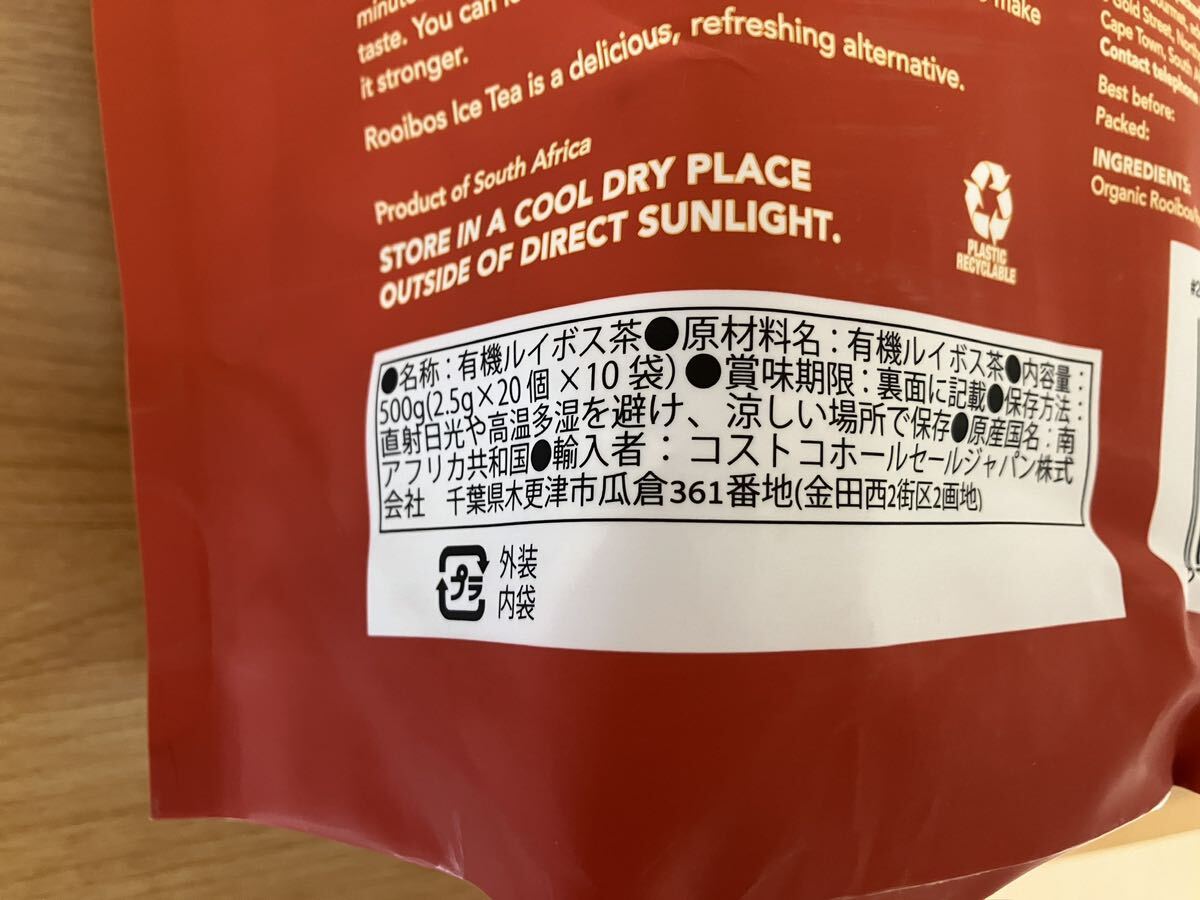 minute
taste. You can
make
it stronger.
Rooibos Ice Tea is a delicious, refreshing alternative.
Product of South Africa
STORE IN A COOL DRY PLACE
OUTSIDE OF DIRECT SUNLIGHT.
PLASTIC
RECYCLABLE
Gold Street,
Cape Town, South
Contact telephone
Best before:
Packed:
INGREDIENTS:
Organic Rooibos
●名称:有機ルイボス茶●原材料名:有機ルイボス茶●内容量:
500g(2.5g×20個×10袋)●賞味期限:裏面に記載●保存方法:
直射日光や高温多湿を避け、涼しい場所で保存●原産国名:南
アフリカ共和国●輸入者:コストコホールセールジャパン株式
会社 千葉県木更津市瓜倉361番地(金田西2街区2画地)
プラ
外装
内袋